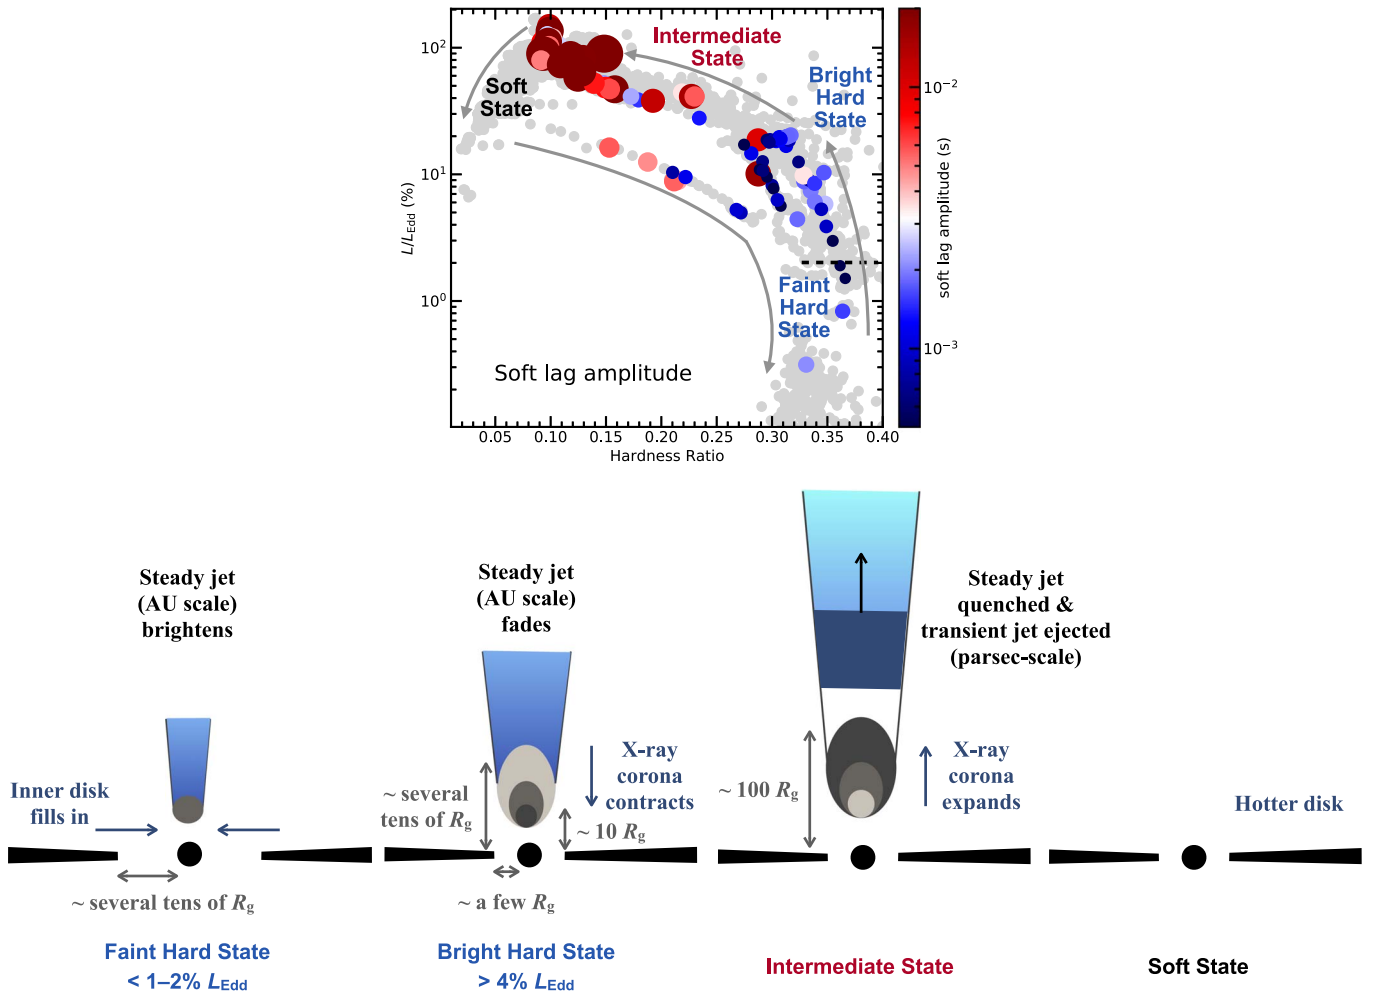 10²
10¹
10⁰
L/L_Edd (%)
Intermediate
State
Bright
Hard
State
Soft
State
Faint
Hard
State
Soft lag amplitude
0.05 0.10 0.15 0.20 0.25 0.30 0.35 0.40
Hardness Ratio
10⁻²
10⁻³
soft lag amplitude (s)
Steady jet
(AU scale)
brightens
Inner disk
fills in
~ several tens of R_g
Faint Hard State
< 1–2% L_Edd
Steady jet
(AU scale)
fades
~ several
tens of R_g
X-ray
corona
contracts
~ 10 R_g
~ a few R_g
Bright Hard State
> 4% L_Edd
Steady jet
quenched &
transient jet ejected
(parsec-scale)
~ 100 R_g
X-ray
corona
expands
Intermediate State
Hotter disk
Soft State